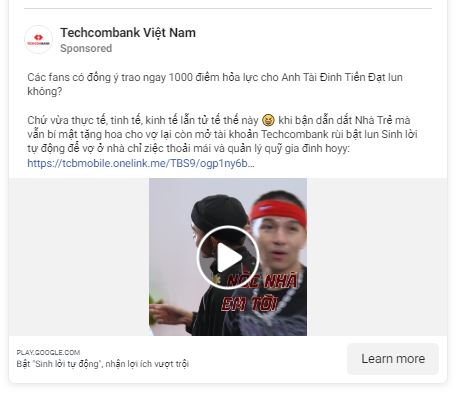 Techcombank Việt Nam
TECHCOMBANK
Sponsored
Các fans có đồng ý trao ngay 1000 điểm hỏa lực cho Anh Tài Đinh Tiến Đạt lun
không?
Chứ vừa thực tế, tinh tế, kinh tế lẫn tử tế thế này 😄 khi bận dẫn dắt Nhà Trẻ mà
vẫn bí mật tặng hoa cho vợ lại còn mở tài khoản Techcombank rùi bật lun Sinh lời
tự động để vợ ở nhà chỉ ziệc thoải mái và quản lý quỹ gia đình hoyy:
https://tcbmobile.onelink.me/TBS9/ogp1ny6b...
NÓC NHÀ
EM TÔI
PLAY.GOOGLE.COM
Bật "Sinh lời tự động", nhận lợi ích vượt trội
Learn more